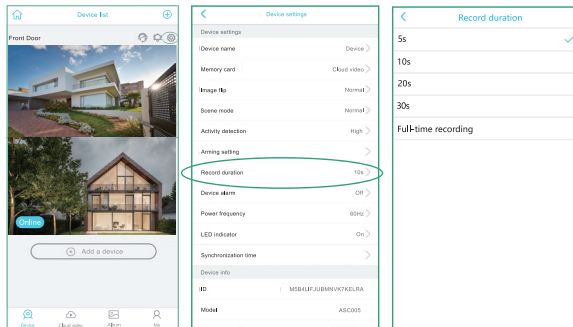 Device list
Front Door
Online
Add a device
Device
Cloud video
Album
Me
Device settings
Device settings
Device name Device
Memory card Cloud video
Image flip Normal
Scene mode Normal
Activity detection High
Arming setting
Record duration 10s
Device alarm Off
Power frequency 60Hz
LED indicator On
Synchronization time
Device info
ID M5B4LIFJUBMNVK7KELRA
Model ASC005
Record duration
5s
10s
20s
30s
Full-time recording